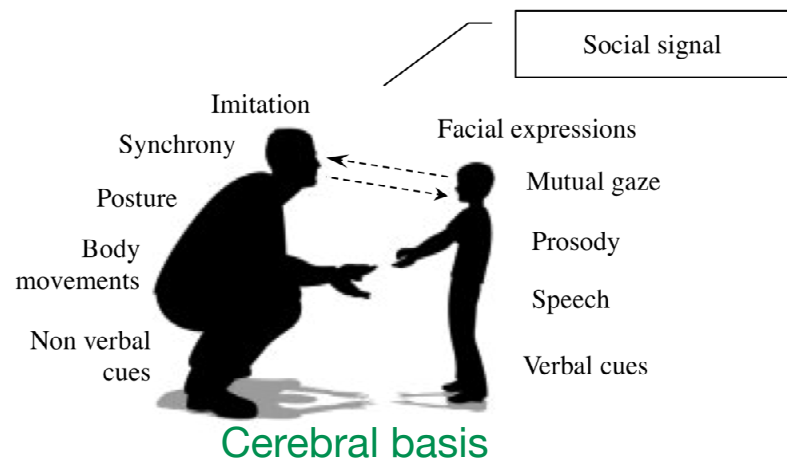 Social signal
Imitation
Facial expressions
Synchrony
Mutual gaze
Posture
Prosody
Body
movements
Speech
Non verbal
cues
Verbal cues
Cerebral basis